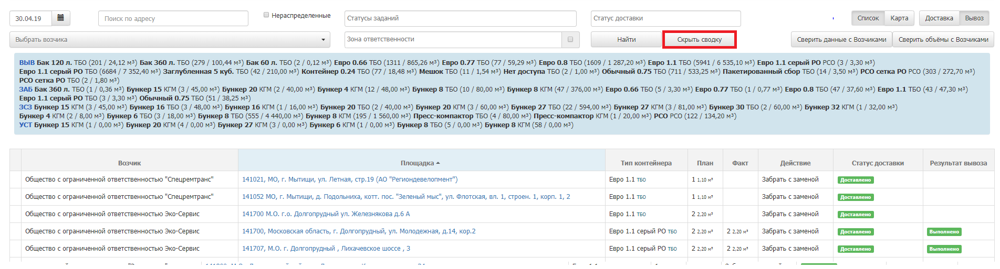 30.04.19 Поиск по адресу Нераспределенные Статусы заданий Статус доставки Список Карта Доставка Вывоз
Выбрать возчика Зона ответственности Найти Скрыть сводку Сверить данные с Возчиками Сверить объёмы с Возчиками
ВЫВ Бак 120 л. ТБО (201 / 24,12 м³) Бак 360 л. ТБО (279 / 100,44 м³) Бак 60 л. ТБО (2 / 0,12 м³) Евро 0.66 ТБО (1311 / 865,26 м³) Евро 0.77 ТБО (77 / 59,29 м³) Евро 0.8 ТБО (1609 / 1 287,20 м³) Евро 1.1 ТБО (5941 / 6 535,10 м³) Евро 1.1 серый РО РСО (3 / 3,30 м³)
Евро 1.1 серый РО ТБО (6684 / 7 352,40 м³) Заглубленная 5 куб. ТБО (42 / 210,00 м³) Контейнер 0.24 ТБО (77 / 18,48 м³) Мешок ТБО (11 / 1,54 м³) Нет доступа ТБО (2 / 1,00 м³) Обычный 0.75 ТБО (711 / 533,25 м³) Пакетированный сбор ТБО (14 / 3,50 м³) РСО сетка РО РСО (303 / 272,70 м³)
РСО сетка РО ТБО (2 / 1,80 м³)
ЗАБ Бак 360 л. ТБО (1 / 0,36 м³) Бункер 15 КГМ (3 / 45,00 м³) Бункер 20 КГМ (2 / 40,00 м³) Бункер 4 КГМ (12 / 48,00 м³) Бункер 8 ТБО (10 / 80,00 м³) Бункер 8 КГМ (47 / 376,00 м³) Евро 0.66 ТБО (5 / 3,30 м³) Евро 0.77 ТБО (1 / 0,77 м³) Евро 0.8 ТБО (47 / 37,60 м³) Евро 1.1 ТБО (43 / 47,30 м³)
Евро 1.1 серый РО ТБО (3 / 3,30 м³) Обычный 0.75 ТБО (51 / 38,25 м³)
ЗСЗ Бункер 15 КГМ (3 / 45,00 м³) Бункер 16 ТБО (3 / 48,00 м³) Бункер 16 КГМ (1 / 16,00 м³) Бункер 20 ТБО (2 / 40,00 м³) Бункер 20 КГМ (3 / 60,00 м³) Бункер 27 ТБО (22 / 594,00 м³) Бункер 27 КГМ (3 / 81,00 м³) Бункер 30 ТБО (2 / 60,00 м³) Бункер 32 КГМ (1 / 32,00 м³)
Бункер 4 КГМ (2 / 8,00 м³) Бункер 6 ТБО (3 / 18,00 м³) Бункер 8 ТБО (555 / 4 440,00 м³) Бункер 8 КГМ (195 / 1 560,00 м³) Пресс-компактор ТБО (4 / 80,00 м³) Пресс-компактор КГМ (1 / 20,00 м³) РСО РСО (122 / 134,20 м³)
УСТ Бункер 15 КГМ (1 / 0,00 м³) Бункер 20 КГМ (4 / 0,00 м³) Бункер 27 КГМ (3 / 0,00 м³) Бункер 6 КГМ (1 / 0,00 м³) Бункер 8 ТБО (5 / 0,00 м³) Бункер 8 КГМ (58 / 0,00 м³)
Возчик Площадка Тип контейнера План Факт Действие Статус доставки Результат вывоза
Общество с ограниченной ответственностью "Спецремтранс" 141021, МО, г. Мытищи, ул. Летная, стр.19 (АО "Региондевелопмент") Евро 1.1 ТБО 1 1,10 м³ Забрать с заменой Доставлено
Общество с ограниченной ответственностью "Спецремтранс" 141052 МО, г. Мытищи, д. Подольниха, котт. пос. "Зеленый мыс", ул. Флотская, вл. 1, строен. 1, корп. 1, 2 Евро 1.1 ТБО 1 1,10 м³ Забрать с заменой Доставлено
Общество с ограниченной ответственностью Эко-Сервис 141700 М.О. г.о. Долгопрудный ул. Железнякова д.6 А Евро 1.1 ТБО 2 2,20 м³ Забрать с заменой Доставлено
Общество с ограниченной ответственностью Эко-Сервис 141700, Московская область, г. Долгопрудный, ул. Молодежная, д.14, кор.2 Евро 1.1 серый РО ТБО 2 2,20 м³ 2 2,20 м³ Забрать с заменой Доставлено Выполнено
Общество с ограниченной ответственностью Эко-Сервис 141707, М.О. г. Долгопрудный , Лихачевское шоссе , 3 Евро 1.1 серый РО ТБО 2 2,20 м³ 2 2,20 м³ Забрать с заменой Доставлено Выполнено